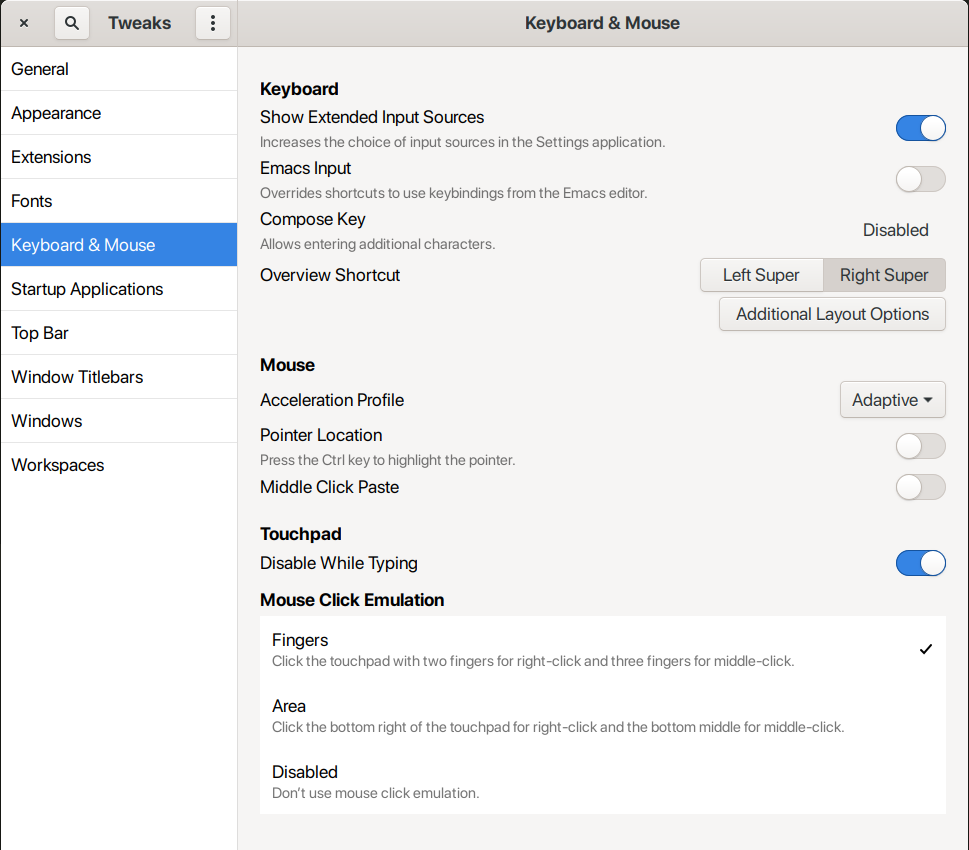 Tweaks
Keyboard & Mouse
General
Appearance
Extensions
Fonts
Keyboard & Mouse
Startup Applications
Top Bar
Window Titlebars
Windows
Workspaces
Keyboard
Show Extended Input Sources
Increases the choice of input sources in the Settings application.
Emacs Input
Overrides shortcuts to use keybindings from the Emacs editor.
Compose Key
Allows entering additional characters.
Disabled
Overview Shortcut
Left Super
Right Super
Additional Layout Options
Mouse
Acceleration Profile
Adaptive
Pointer Location
Press the Ctrl key to highlight the pointer.
Middle Click Paste
Touchpad
Disable While Typing
Mouse Click Emulation
Fingers
Click the touchpad with two fingers for right-click and three fingers for middle-click.
Area
Click the bottom right of the touchpad for right-click and the bottom middle for middle-click.
Disabled
Don’t use mouse click emulation.